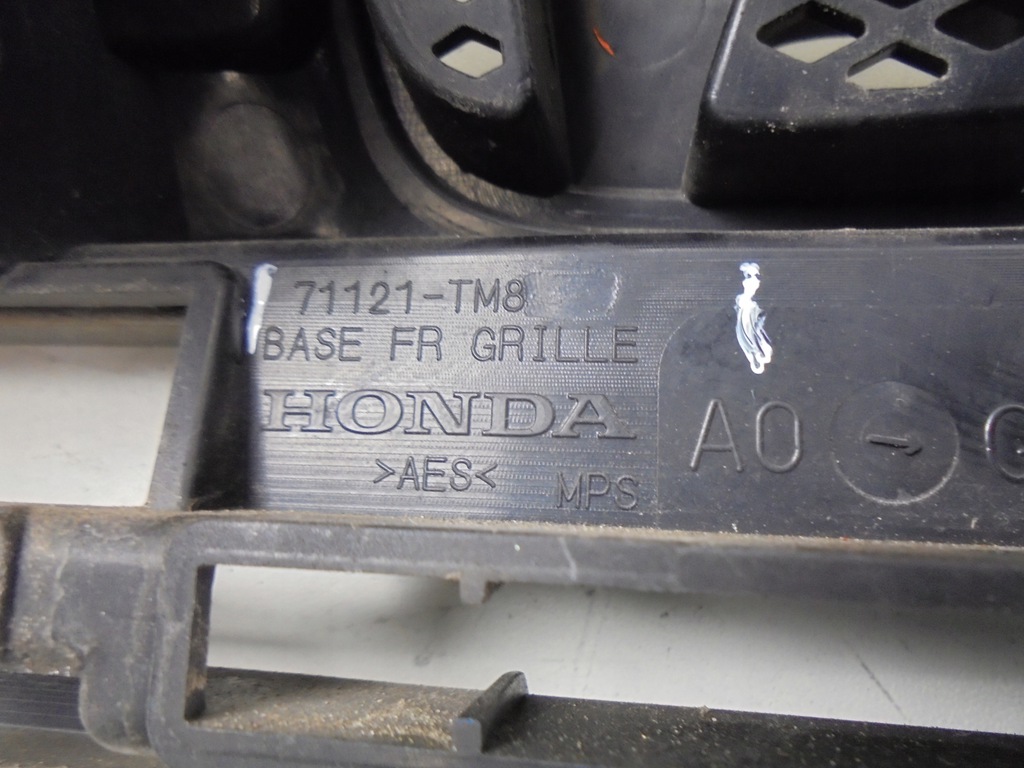 71121-TM8
BASE FR GRILLE
HONDA
>AES<
MPS
A0